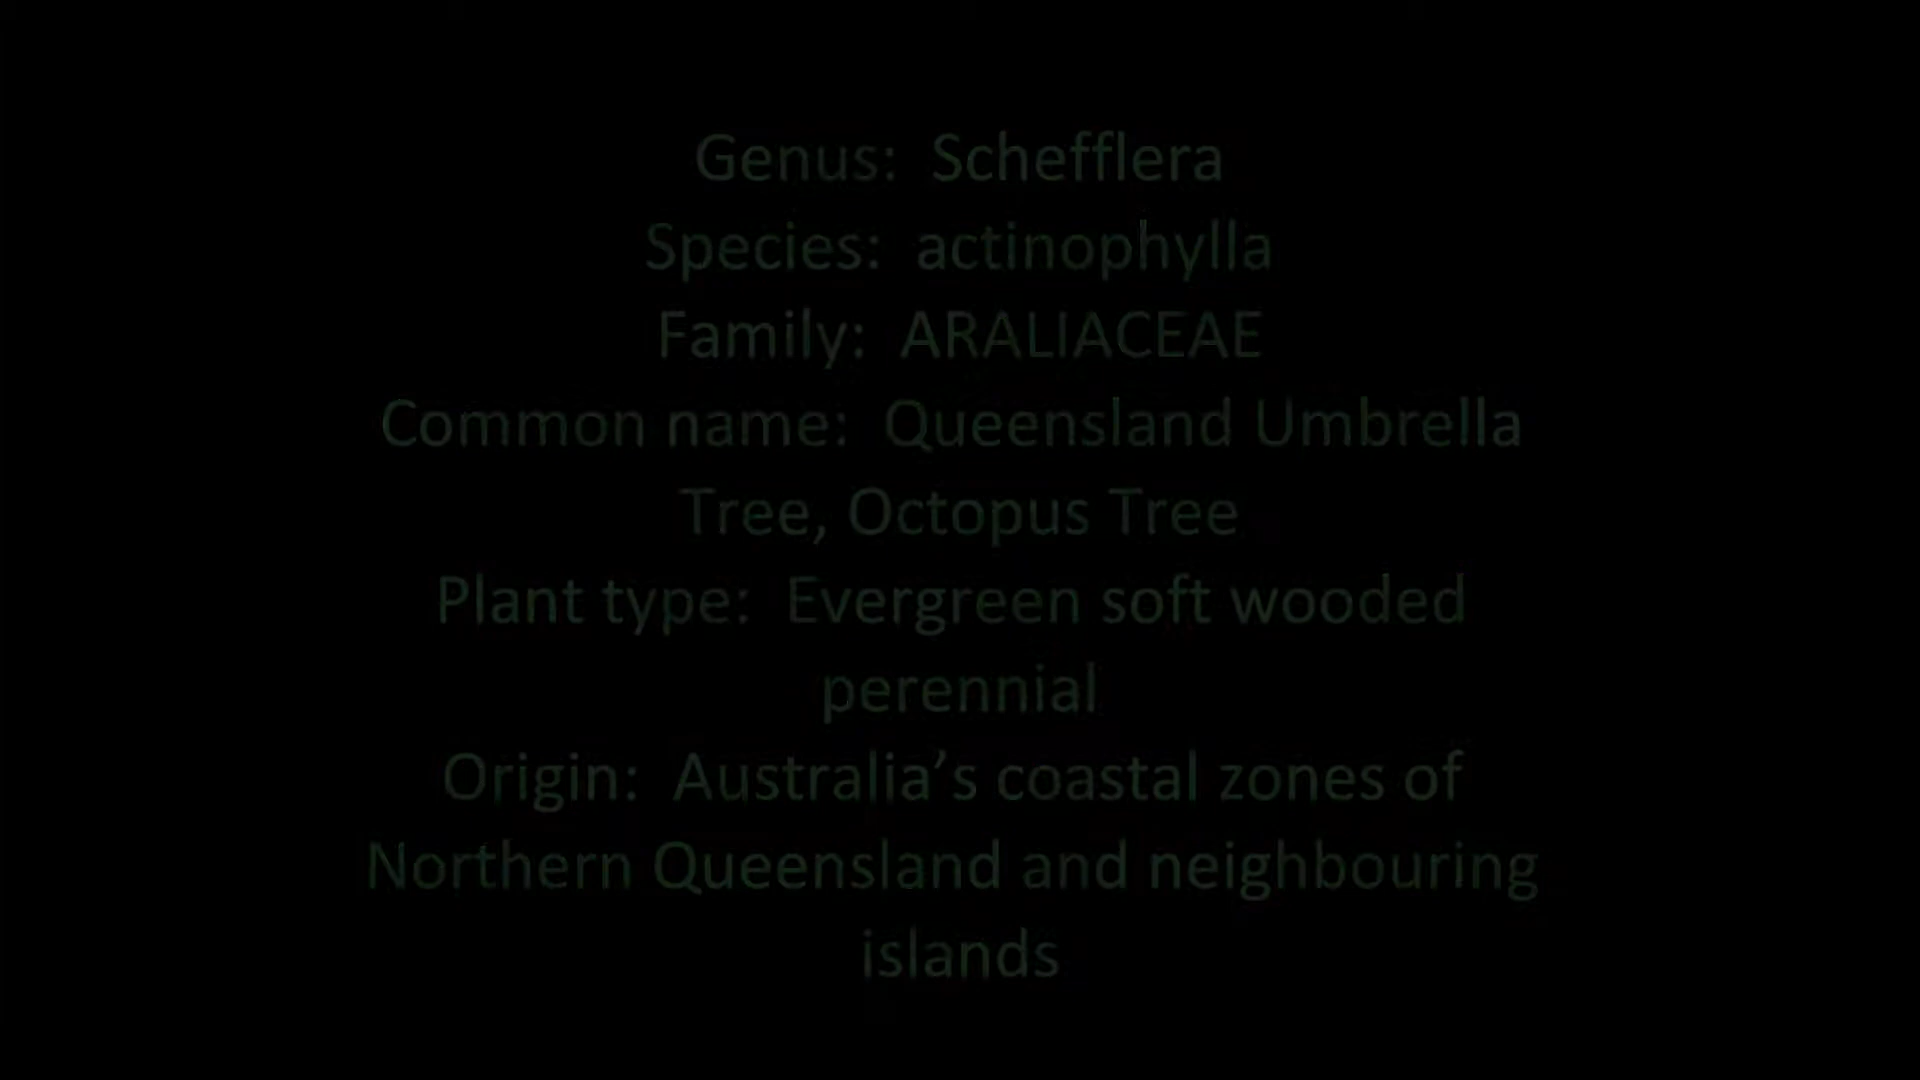 Genus:  Schefflera
Species:  actinophylla
Family:  ARALIACEAE
Common name:  Queensland Umbrella
Tree, Octopus Tree
Plant type:  Evergreen soft wooded
perennial
Origin:  Australia’s coastal zones of
Northern Queensland and neighbouring
islands